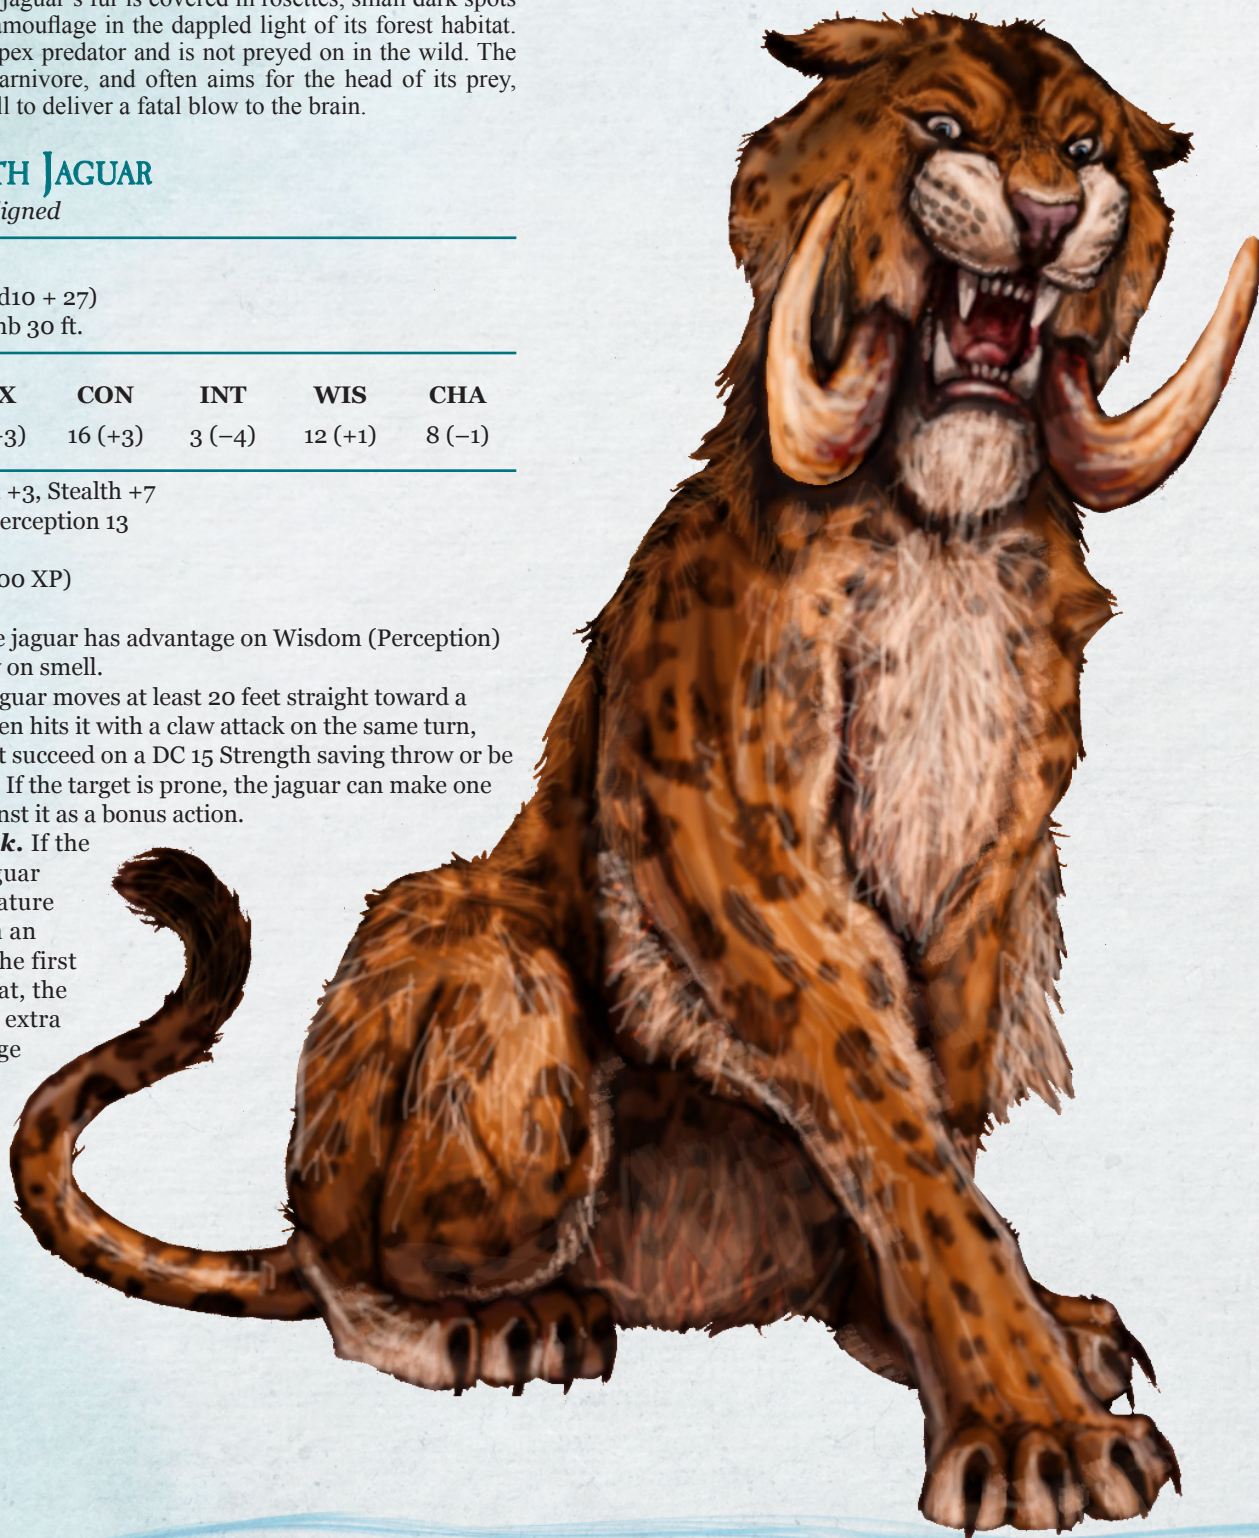 jaguar's fur is covered in rosettes, small dark spots
amouflage in the dappled light of its forest habitat.
pex predator and is not preyed on in the wild. The
arnivore, and often aims for the head of its prey,
ll to deliver a fatal blow to the brain.
TH JAGUAR
igned
d10 + 27)
nb 30 ft.
X CON INT WIS CHA
-3) 16 (+3) 3 (−4) 12 (+1) 8 (−1)
+3, Stealth +7
erception 13
00 XP)
e jaguar has advantage on Wisdom (Perception)
y on smell.
guar moves at least 20 feet straight toward a
en hits it with a claw attack on the same turn,
t succeed on a DC 15 Strength saving throw or be
If the target is prone, the jaguar can make one
nst it as a bonus action.
k. If the
guar
ature
n an
he first
at, the
extra
ge